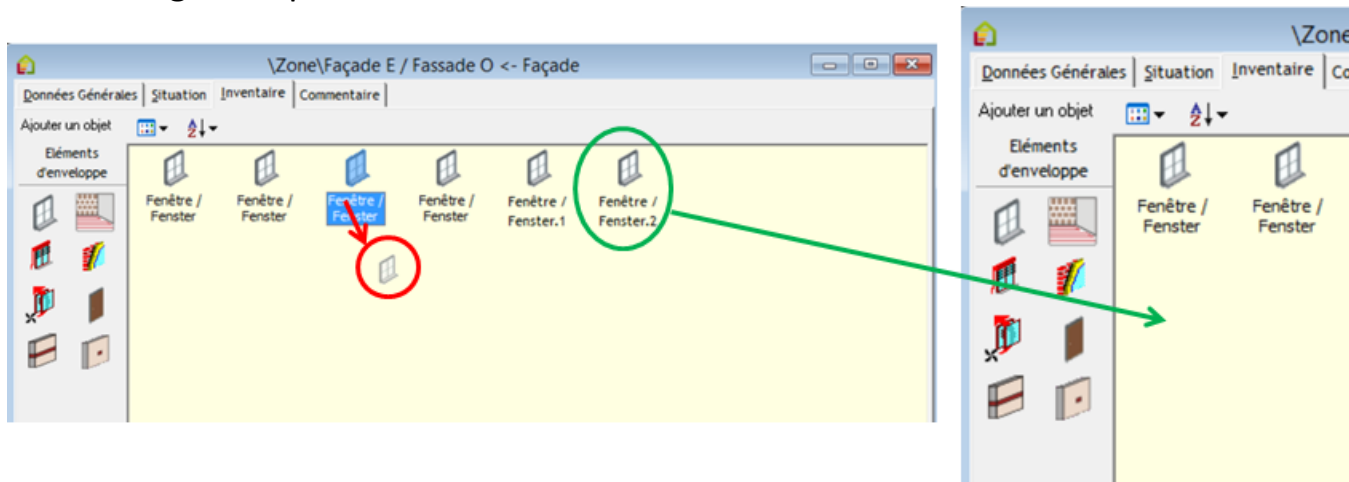 \Zone\Façade E / Fassade O <- Façade
Données Générales Situation Inventaire Commentaire
Ajouter un objet
Eléments
d'enveloppe
Fenêtre / Fenêtre / Fenêtre / Fenêtre / Fenêtre / Fenêtre /
Fenster Fenster Fenster Fenster Fenster.1 Fenster.2
\Zone
Données Générales Situation Inventaire Co
Ajouter un objet
Eléments
d'enveloppe
Fenêtre / Fenêtre /
Fenster Fenster